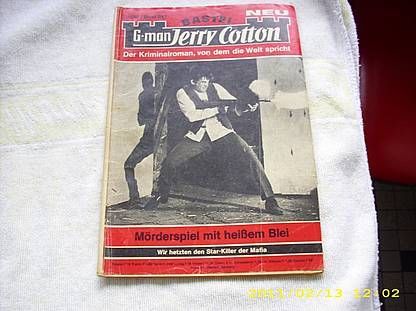 BASTEI
NEU
G-man Jerry Cotton
Der Kriminalroman, von dem die Welt spricht
Mörderspiel mit heißem Blei
Wir hetzten den Star-Killer der Mafia
2011/02/13 12:02